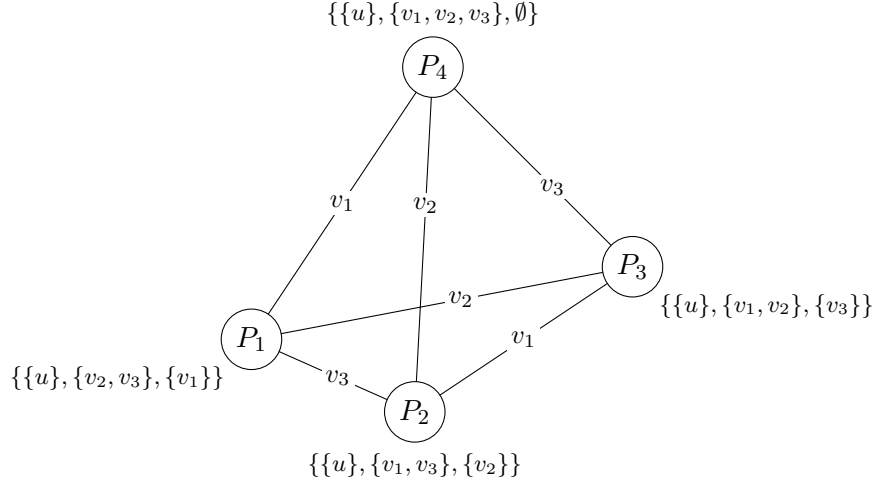 {{u}, {v₁, v₂, v₃}, ∅}
P₄
v₁
v₂
v₃
P₃
v₂
{{u}, {v₁, v₂}, {v₃}}
P₁
v₁
v₃
{{u}, {v₂, v₃}, {v₁}}
P₂
{{u}, {v₁, v₃}, {v₂}}